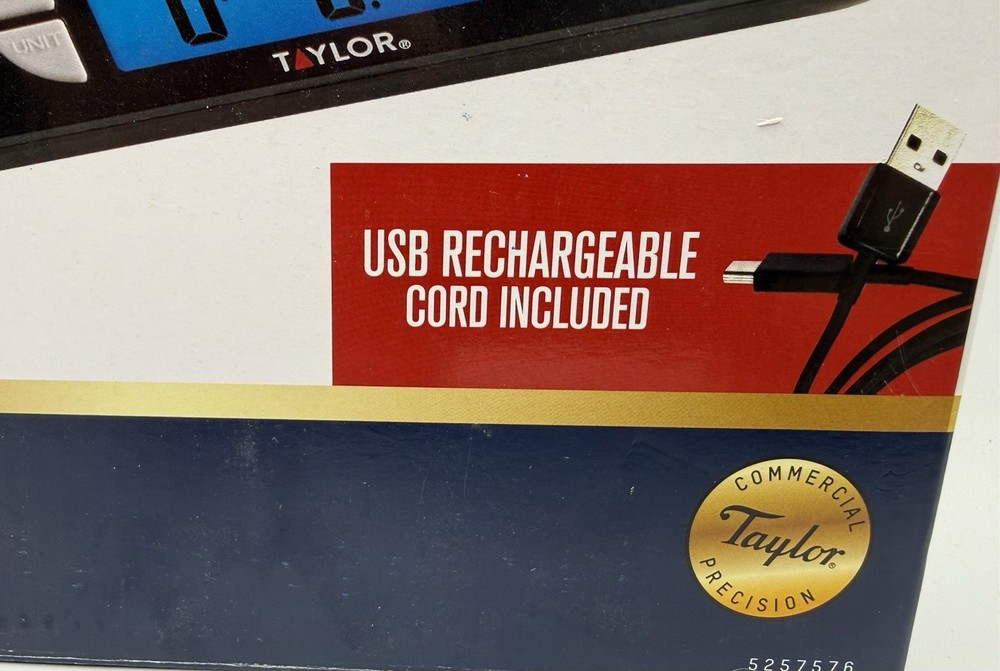 UNIT
TAYLOR®
USB RECHARGEABLE
CORD INCLUDED
COMMERCIAL
Taylor®
PRECISION
5257576